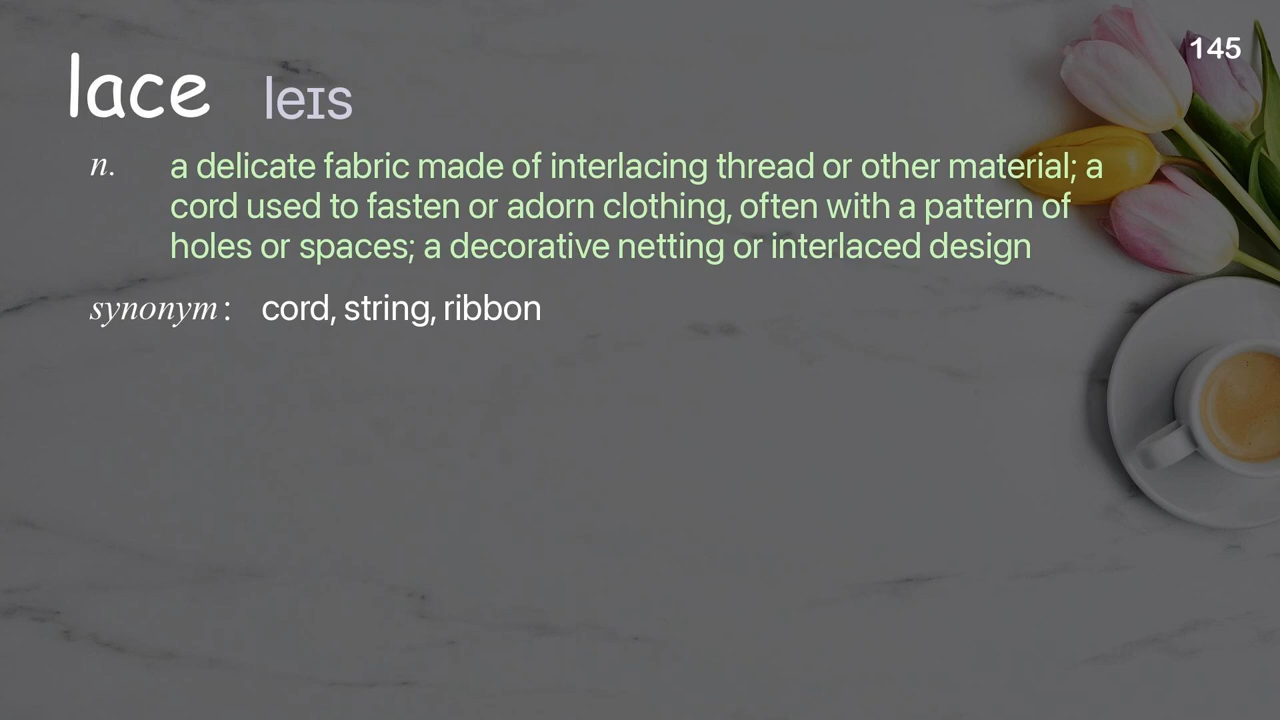 145
lace leɪs
n. a delicate fabric made of interlacing thread or other material; a
cord used to fasten or adorn clothing, often with a pattern of
holes or spaces; a decorative netting or interlaced design
synonym: cord, string, ribbon